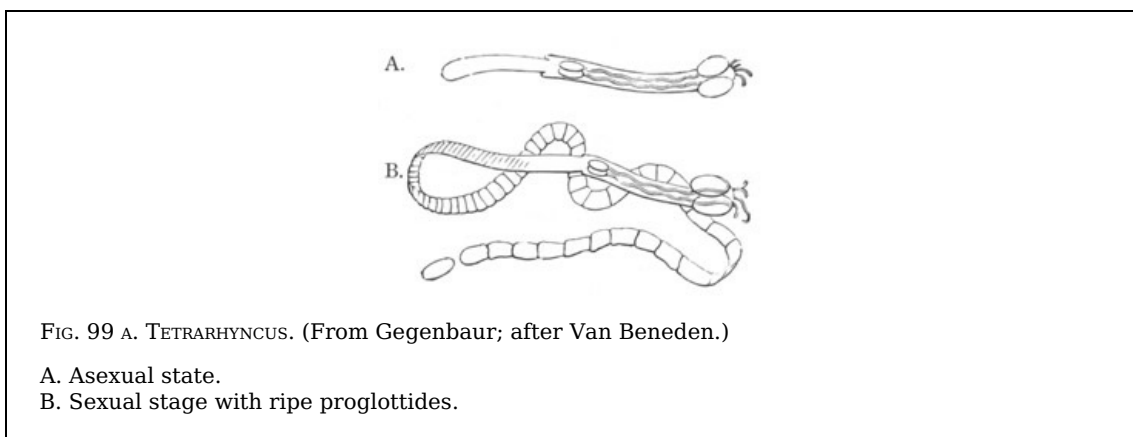 A.
B.
FIG. 99 A. TETRARHYNCUS. (From Gegenbaur; after Van Beneden.)
A. Asexual state.
B. Sexual stage with ripe proglottides.